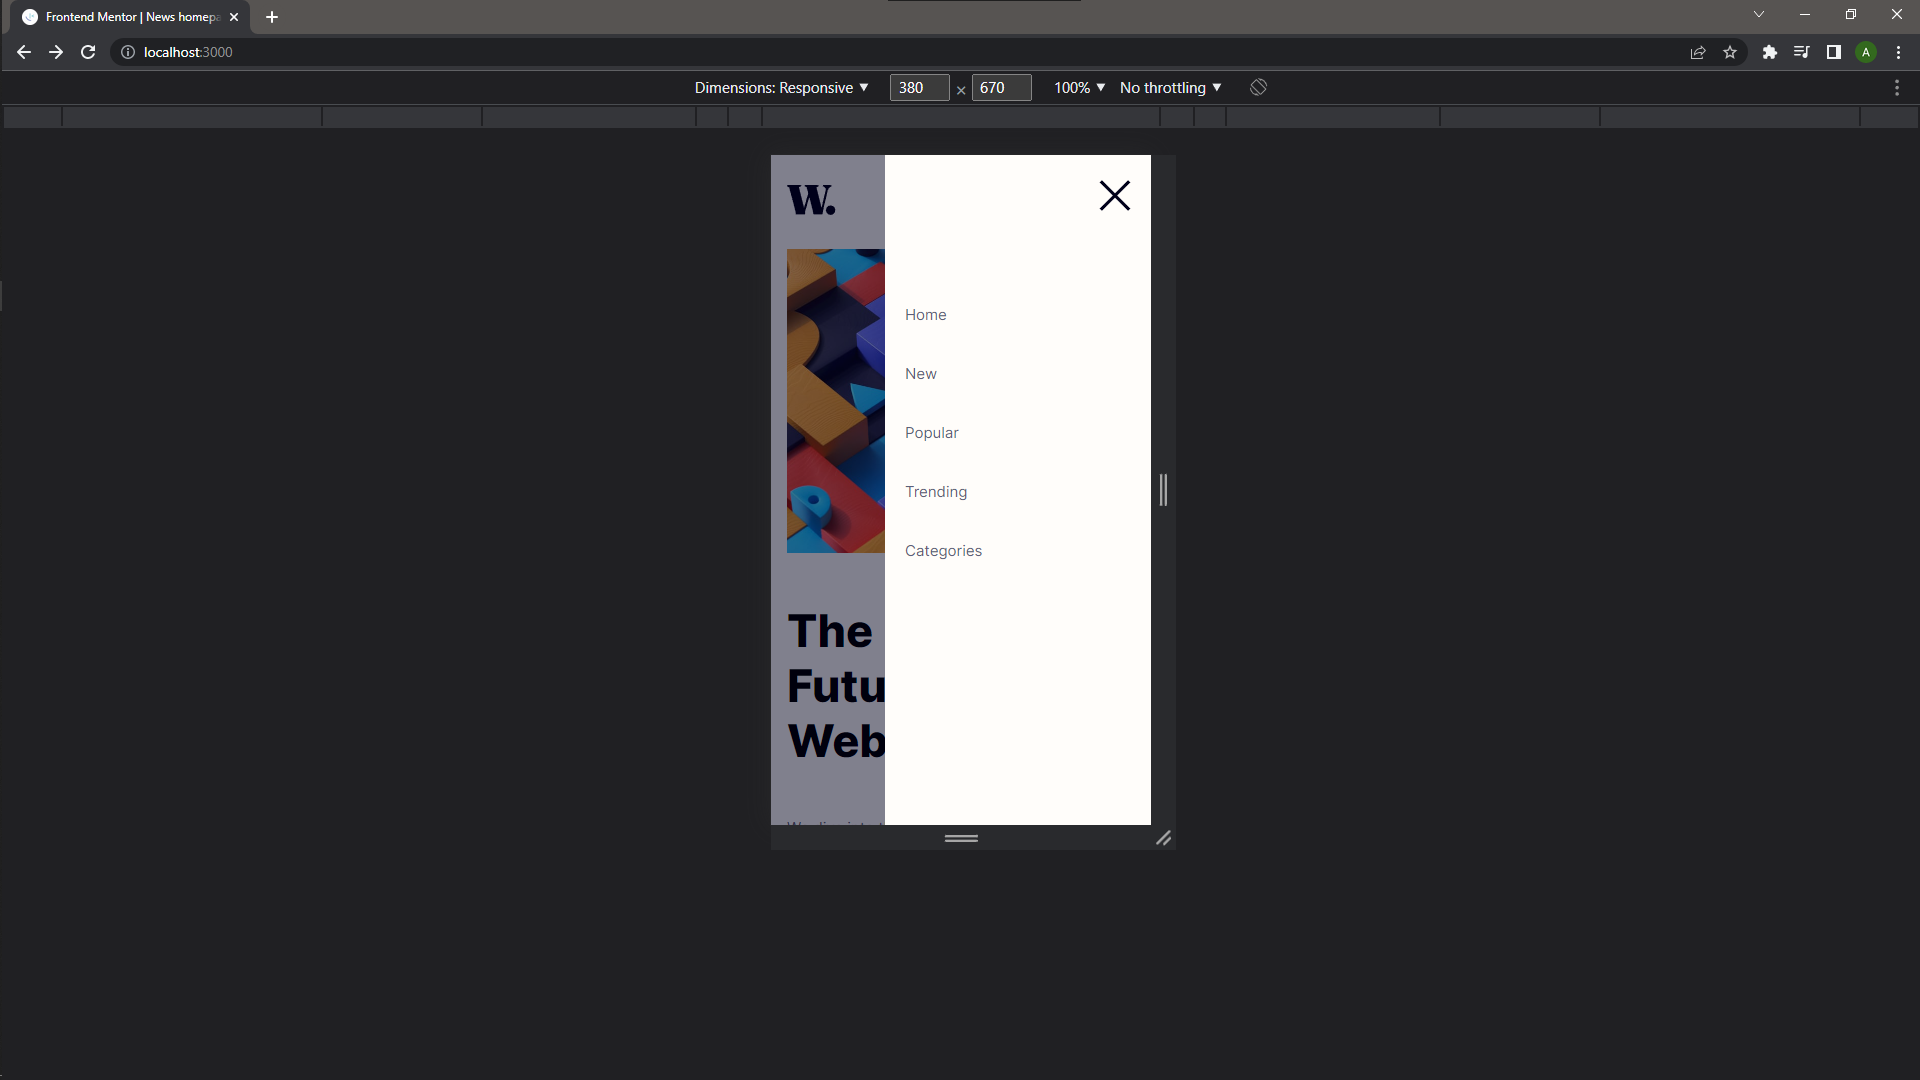 Frontend Mentor | News homepa
localhost:3000
A
Dimensions: Responsive 380 × 670 100% No throttling
W.
Home
New
Popular
Trending
Categories
The
Futu
Web